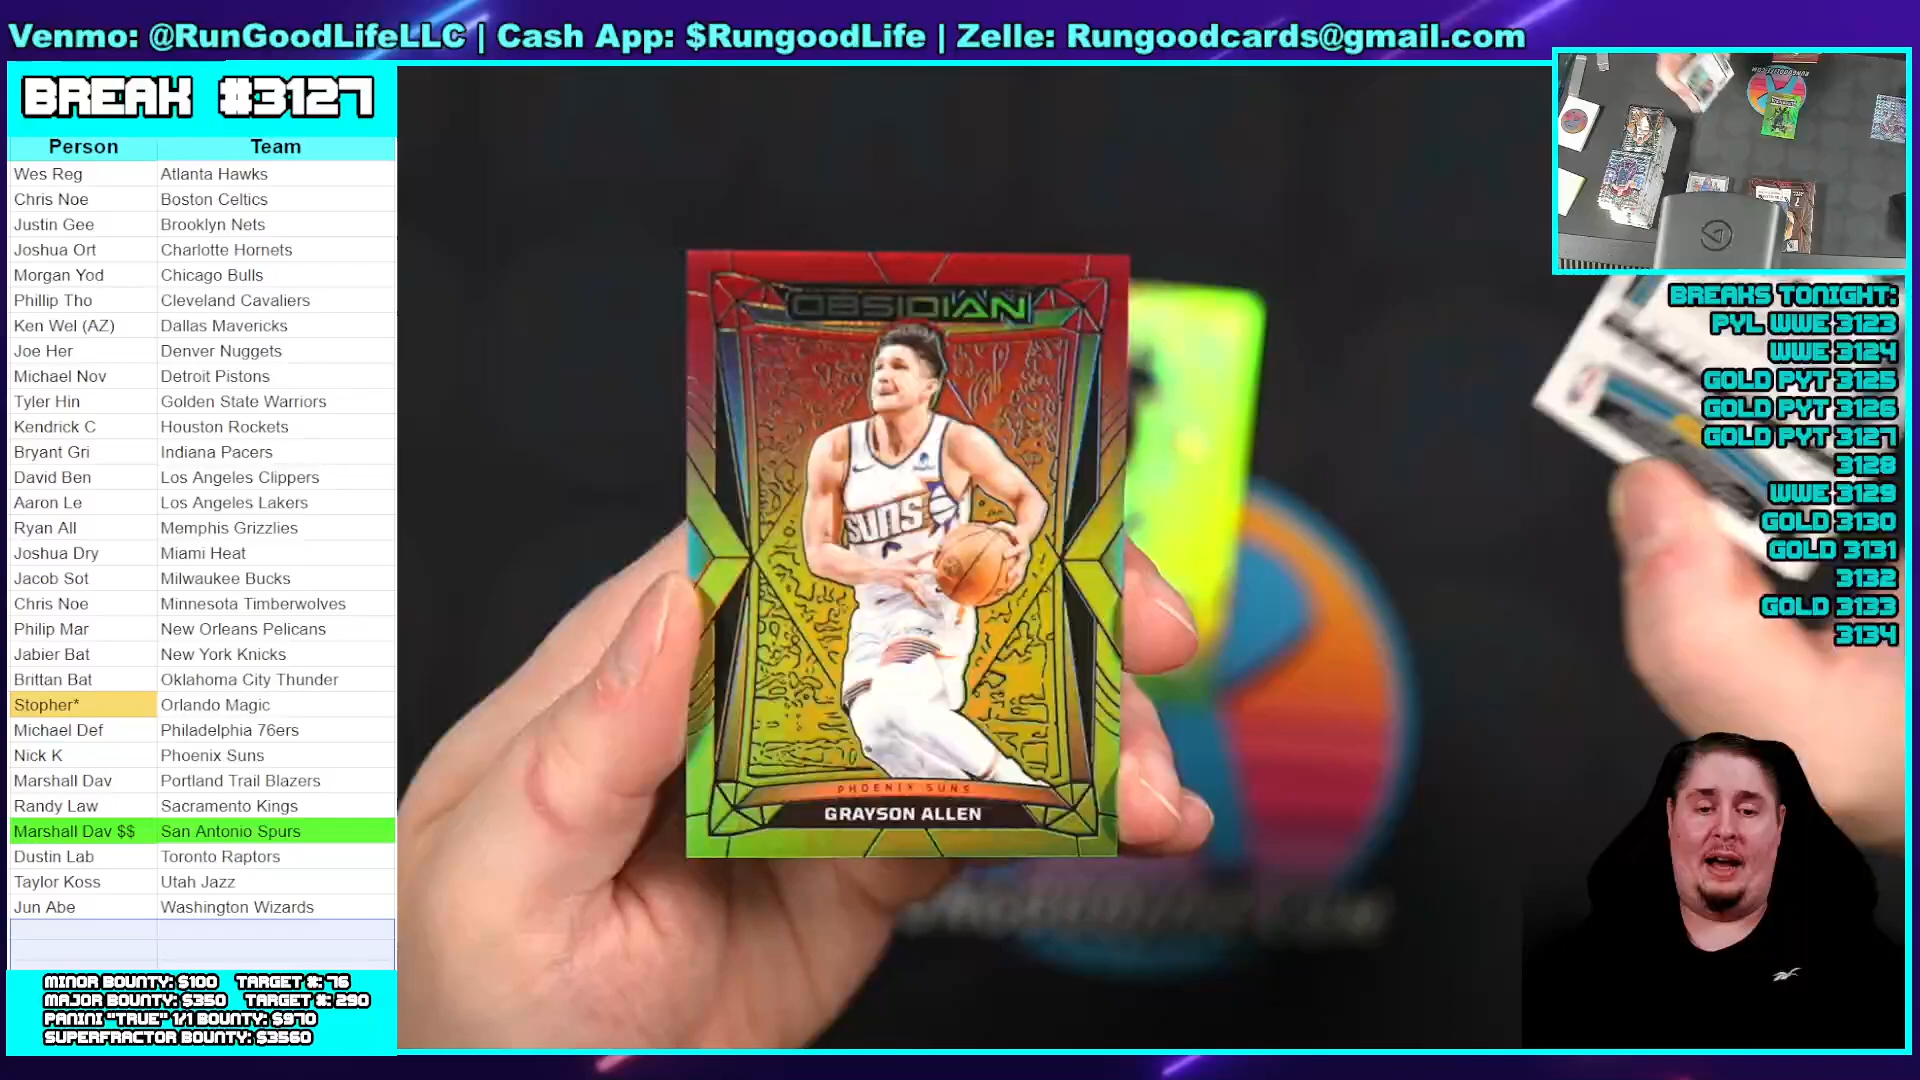 Venmo: @RunGoodLifeLLC | Cash App: $RungoodLife | Zelle: Rungoodcards@gmail.com
BREAK #3127
Person Team
Wes Reg Atlanta Hawks
Chris Noe Boston Celtics
Justin Gee Brooklyn Nets
Joshua Ort Charlotte Hornets
Morgan Yod Chicago Bulls
Phillip Tho Cleveland Cavaliers
Ken Wel (AZ) Dallas Mavericks
Joe Her Denver Nuggets
Michael Nov Detroit Pistons
Tyler Hin Golden State Warriors
Kendrick C Houston Rockets
Bryant Gri Indiana Pacers
David Ben Los Angeles Clippers
Aaron Le Los Angeles Lakers
Ryan All Memphis Grizzlies
Joshua Dry Miami Heat
Jacob Sot Milwaukee Bucks
Chris Noe Minnesota Timberwolves
Philip Mar New Orleans Pelicans
Jabier Bat New York Knicks
Brittan Bat Oklahoma City Thunder
Stopher* Orlando Magic
Michael Def Philadelphia 76ers
Nick K Phoenix Suns
Marshall Dav Portland Trail Blazers
Randy Law Sacramento Kings
Marshall Dav $$ San Antonio Spurs
Dustin Lab Toronto Raptors
Taylor Koss Utah Jazz
Jun Abe Washington Wizards
MINOR BOUNTY: $100 TARGET #: 76
MAJOR BOUNTY: $350 TARGET #: 290
PANINI "TRUE" 1/1 BOUNTY: $970
SUPERFRACTOR BOUNTY: $3560
OBSIDIAN
SUNS
PHOENIX SUNS
GRAYSON ALLEN
BREAKS TONIGHT:
PYL WWE 3123
WWE 3124
GOLD PYT 3125
GOLD PYT 3126
GOLD PYT 3127
3128
WWE 3129
GOLD 3130
GOLD 3131
3132
GOLD 3133
3134